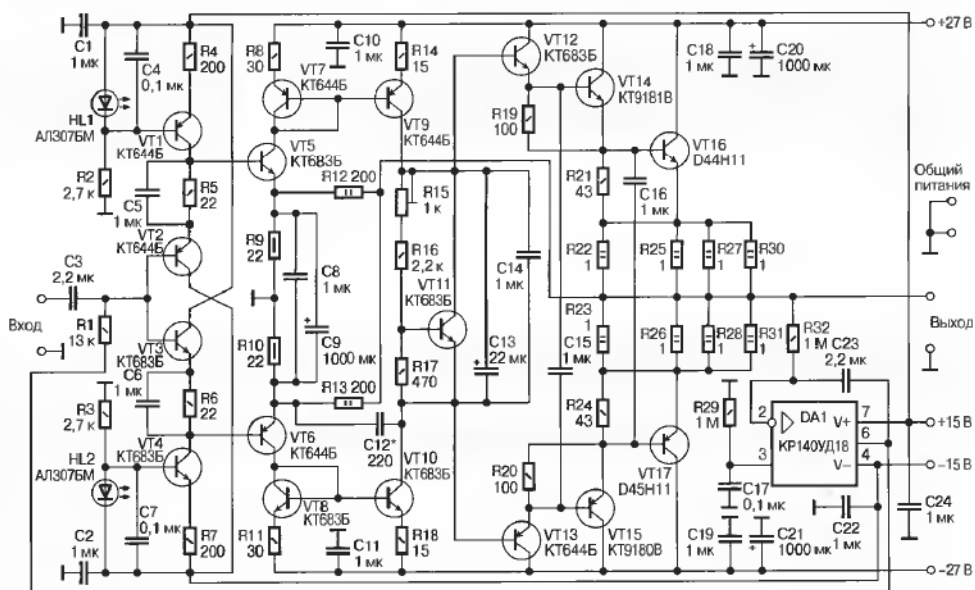 C1
1 мк
C4
0,1 мк
R4
200
HL1
АЛ307БМ
VT1
КТ644Б
R2
2,7 к
C5
1 мк
R5
22
VT2
КТ644Б
C3
2,2 мк
Вход
R1
13 к
VT3
КТ683Б
C6
1 мк
R3
2,7 к
R6
22
VT4
КТ683Б
HL2
АЛ307БМ
C7
0,1 мк
C2
1 мк
R7
200
R8
30
VT7
КТ644Б
C10
1 мк
R14
15
VT9
КТ644Б
VT5
КТ683Б
R12 200
R15
1 к
R9
22
C8
1 мк
R16
2,2 к
VT11
КТ683Б
R10
22
C9
1000 мк
R17
470
C13
22 мк
C14
1 мк
R13 200
C12*
220
VT6
КТ644Б
VT10
КТ683Б
VT8
КТ683Б
R11
30
C11
1 мк
R18
15
VT12
КТ683Б
VT14
КТ9181В
R19
100
VT16
D44H11
R21
43
C16
1 мк
R22
1
R25
1
R27
1
R30
1
R23
1
C15
1 мк
R26
1
R28
1
R31
1
R32
1 М
C23
2,2 мк
R24
43
R29
1 М
R20
100
VT17
D45H11
VT13
КТ644Б
VT15
КТ9180В
C17
0,1 мк
C19
1 мк
C21
1000 мк
C22
1 мк
C24
1 мк
DA1
КР140УД18
V+
V–
2
3
7
6
4
C18
1 мк
C20
1000 мк
+27 В
Общий
питания
Выход
+15 В
–15 В
–27 В